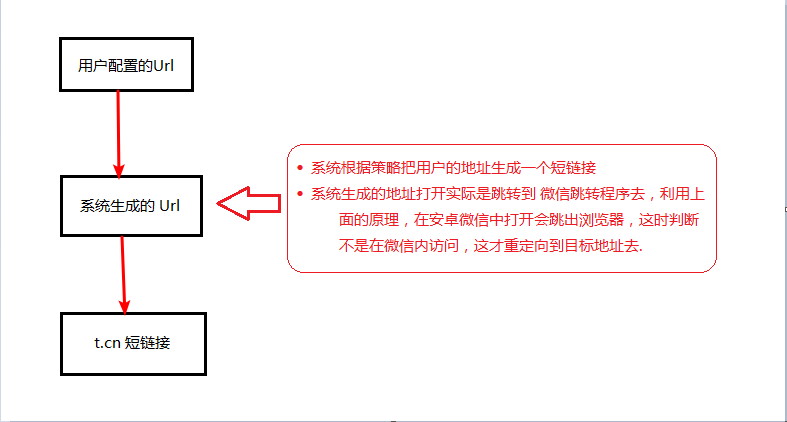 用户配置的Url
系统生成的 Url
• 系统根据策略把用户的地址生成一个短链接
• 系统生成的地址打开实际是跳转到 微信跳转程序去，利用上
面的原理，在安卓微信中打开会跳出浏览器，这时判断
不是在微信内访问，这才重定向到目标地址去.
t.cn 短链接